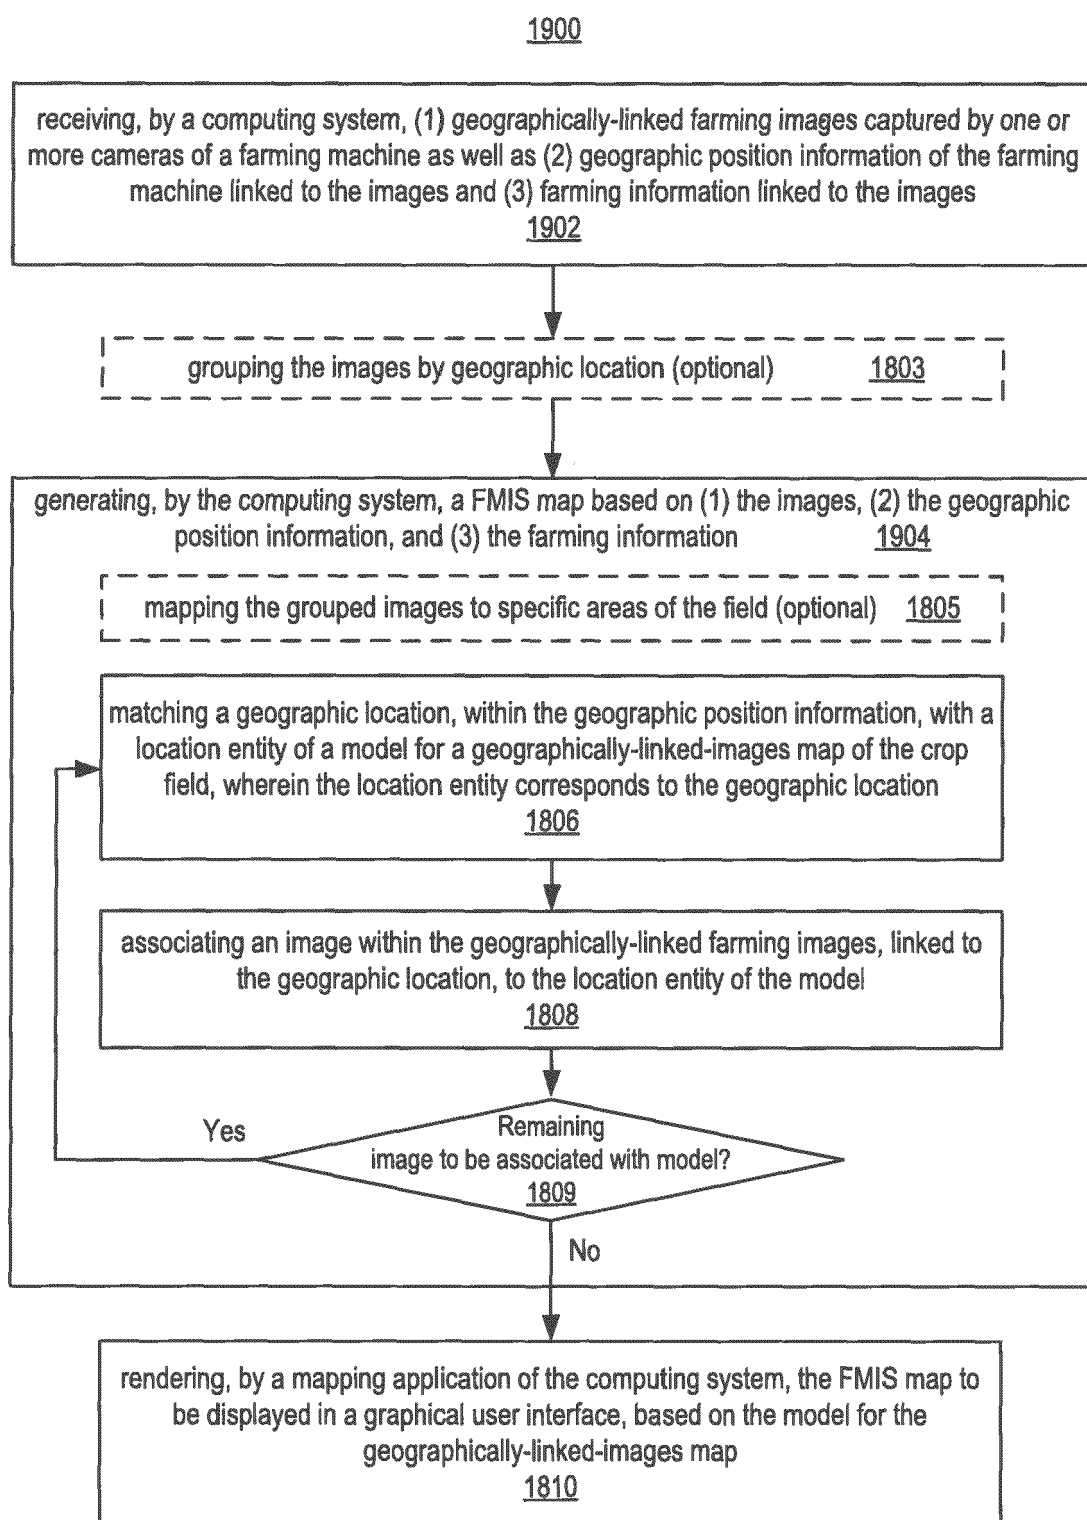 1900
receiving, by a computing system, (1) geographically-linked farming images captured by one or
more cameras of a farming machine as well as (2) geographic position information of the farming
machine linked to the images and (3) farming information linked to the images
1902
grouping the images by geographic location (optional) 1803
generating, by the computing system, a FMIS map based on (1) the images, (2) the geographic
position information, and (3) the farming information 1904
mapping the grouped images to specific areas of the field (optional) 1805
matching a geographic location, within the geographic position information, with a
location entity of a model for a geographically-linked-images map of the crop
field, wherein the location entity corresponds to the geographic location
1806
associating an image within the geographically-linked farming images, linked to
the geographic location, to the location entity of the model
1808
Yes
Remaining
image to be associated with model?
1809
No
rendering, by a mapping application of the computing system, the FMIS map to
be displayed in a graphical user interface, based on the model for the
geographically-linked-images map
1810